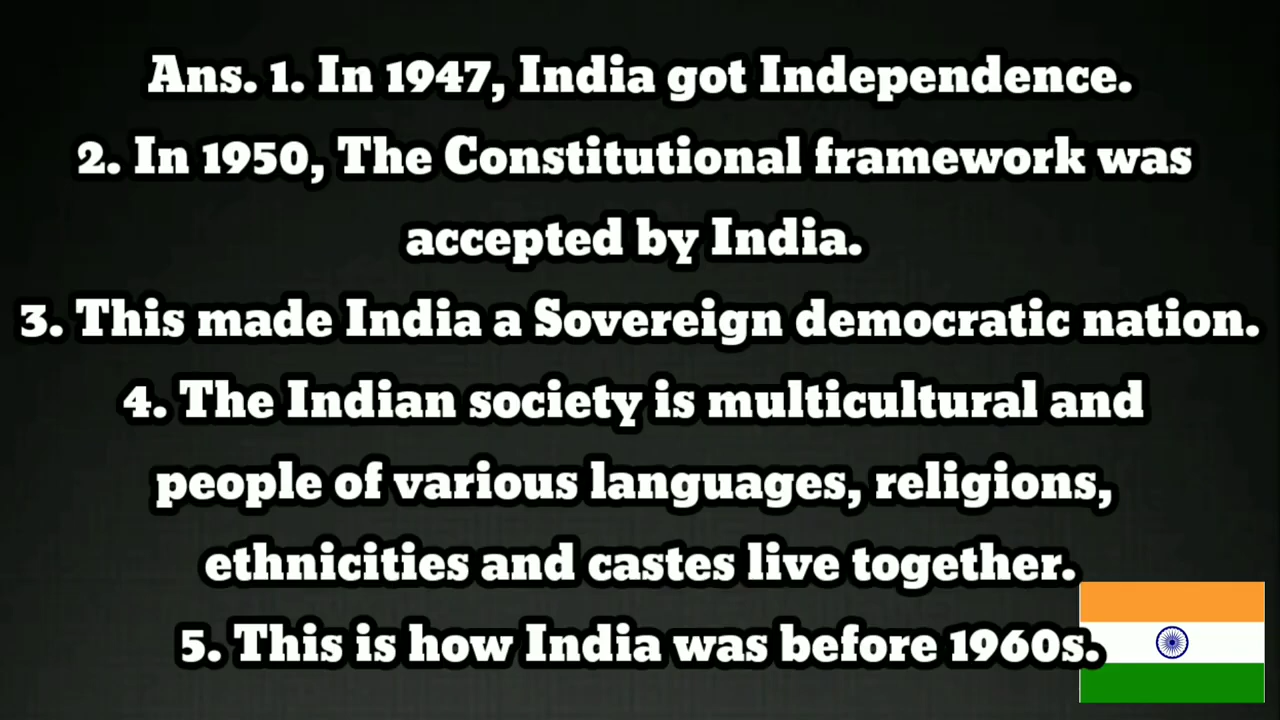 Ans. 1. In 1947, India got Independence.
2. In 1950, The Constitutional framework was
accepted by India.
3. This made India a Sovereign democratic nation.
4. The Indian society is multicultural and
people of various languages, religions,
ethnicities and castes live together.
5. This is how India was before 1960s.